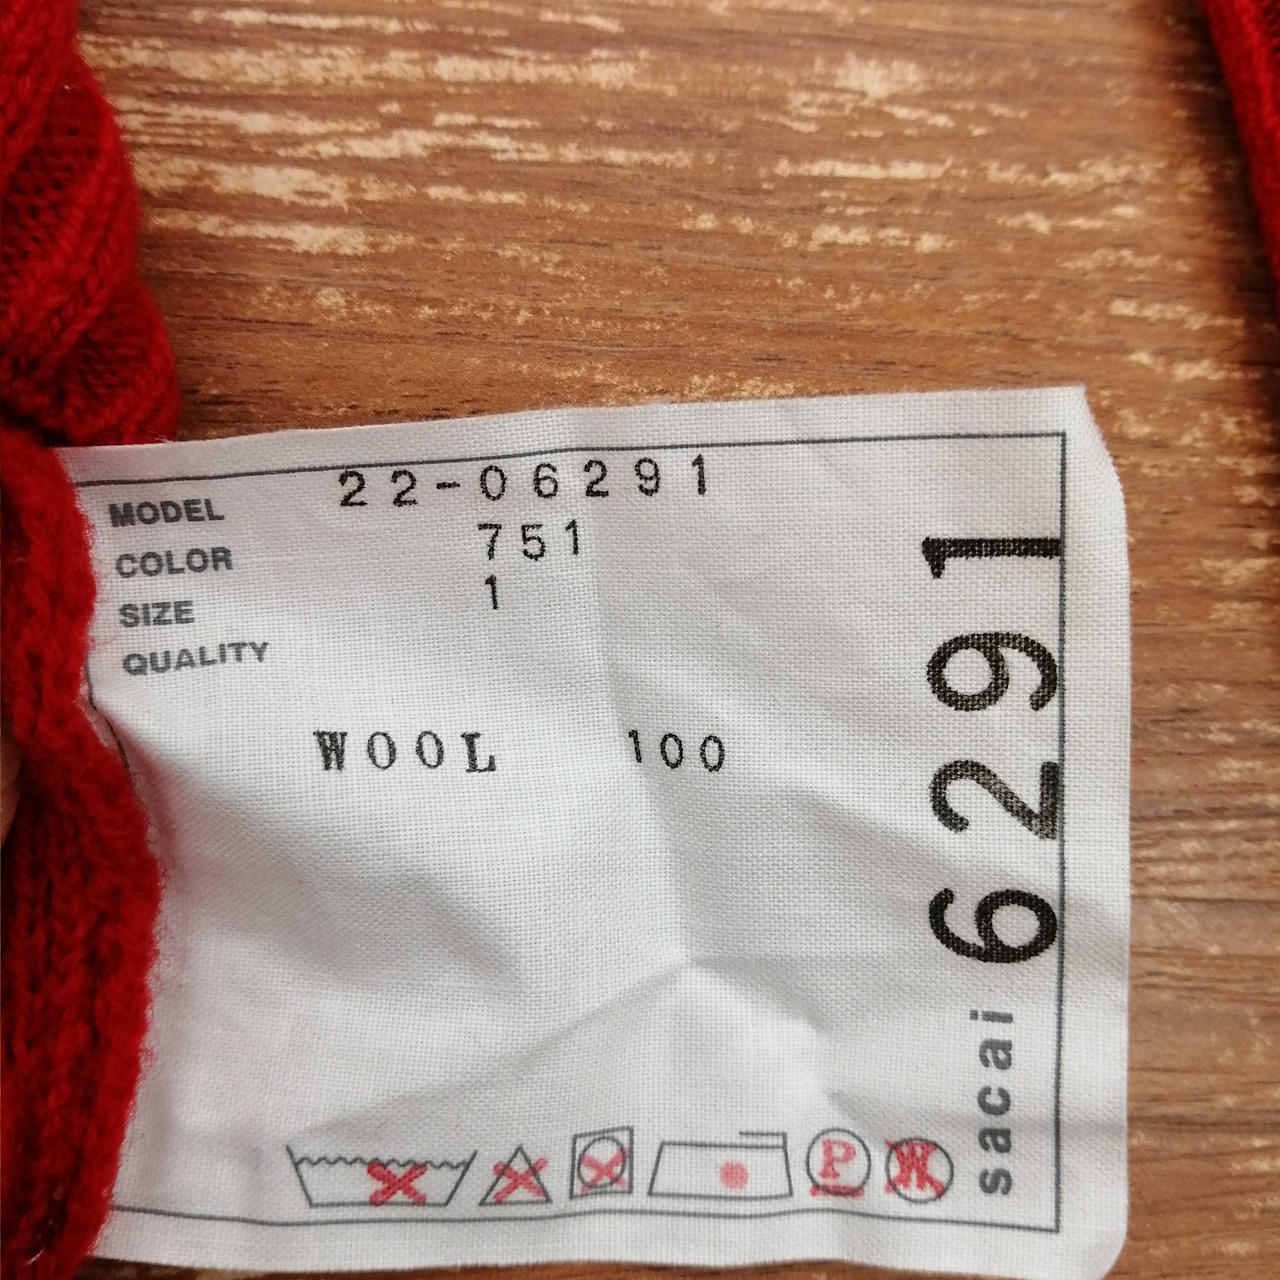 MODEL 22-06291
COLOR 751
SIZE 1
QUALITY
WOOL 100
sacai 6291
P
W